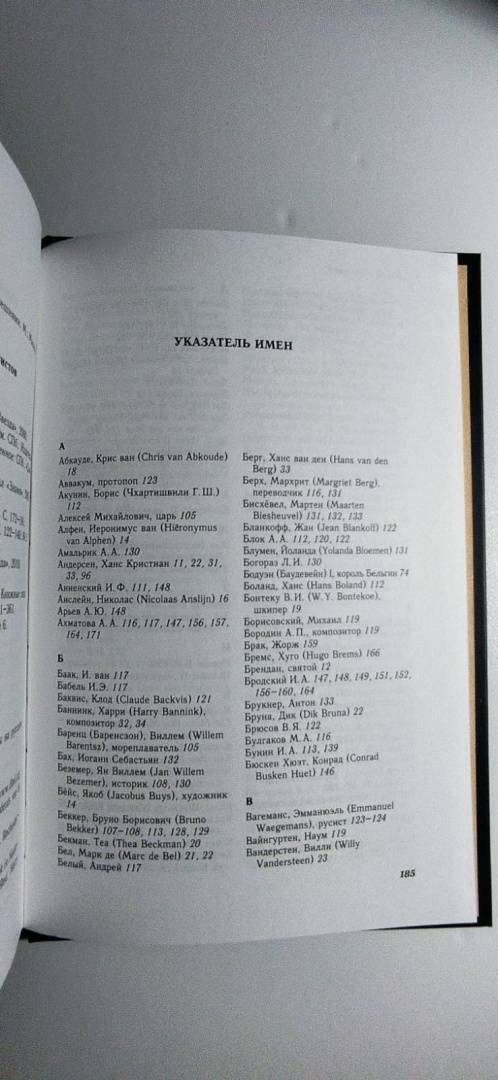 УКАЗАТЕЛЬ ИМЕН
А
Абкауде, Крис ван (Chris van Abkoude)
18
Аввакум, протопоп 123
Акунин, Борис (Чхартишвили Г.Ш.)
112
Алексей Михайлович, царь 105
Алфен, Иеронимус ван (Hiëronymus
van Alphen) 14
Амальрик А.А. 130
Андерсен, Ханс Кристиан 11, 22, 31,
33, 96
Анненский И.Ф. 111, 148
Анслейн, Николас (Nicolaas Anslijn) 16
Арьев А.Ю. 148
Ахматова А.А. 116, 117, 147, 156, 157,
164, 171
Б
Баак, И. ван 117
Бабель И.Э. 117
Баквис, Клод (Claude Backvis) 121
Баннинк, Харри (Harry Bannink),
композитор 32, 34
Баренц (Баренсзон), Виллем (Willem
Barentsz), мореплаватель 105
Бах, Иоганн Себастьян 132
Беземер, Ян Виллем (Jan Willem
Bezemer), историк 108, 130
Бёйс, Якоб (Jacobus Buys), художник
14
Беккер, Бруно Борисович (Bruno
Bekker) 107–108, 113, 128, 129
Бекман, Теа (Thea Beckman) 20
Бел, Марк де (Marc de Bel) 21, 22
Белый, Андрей 117
Берг, Ханс ван ден (Hans van den
Berg) 33
Берх, Мархрит (Margriet Berg),
переводчик 116, 131
Бисхёвел, Мартен (Maarten
Biesheuvel) 131, 132, 133
Бланкофф, Жан (Jean Blankoff) 122
Блок А.А. 112, 120, 122
Блумен, Йоланда (Yolanda Bloemen) 131
Богораз Л.И. 130
Бодуэн (Баудевейн) I, король Бельгии 74
Боланд, Ханс (Hans Boland) 112
Бонтеку В.И. (W.Y. Bontekoe),
шкипер 19
Борисовский, Михаил 119
Бородин А.П., композитор 119
Брак, Жорж 159
Бремс, Хуго (Hugo Brems) 166
Брендан, святой 12
Бродский И.А. 147, 148, 149, 151, 152,
156–160, 164
Брукнер, Антон 133
Бруна, Дик (Dik Bruna) 22
Брюсов В.Я. 122
Булгаков М.А. 116
Бунин И.А. 113, 139
Бюскен Хюэт, Конрад (Conrad
Busken Huet) 146
В
Вагеманс, Эммануэль (Emmanuel
Waegemans), русист 123–124
Вайнгуртен, Наум 119
Вандерстен, Вилли (Willy
Vandersteen) 23
185